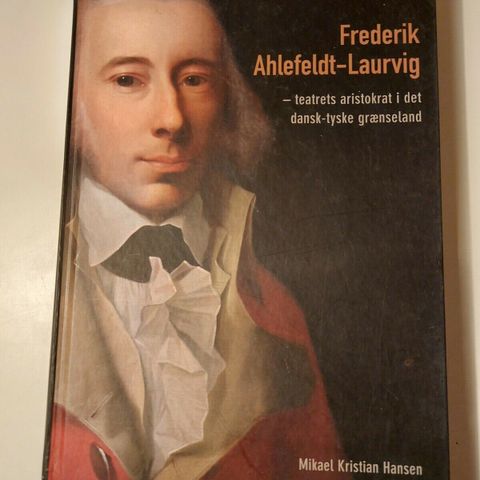 Frederik
Ahlefeldt-Laurvig
– teatrets aristokrat i det
dansk-tyske grænseland
Mikael Kristian Hansen